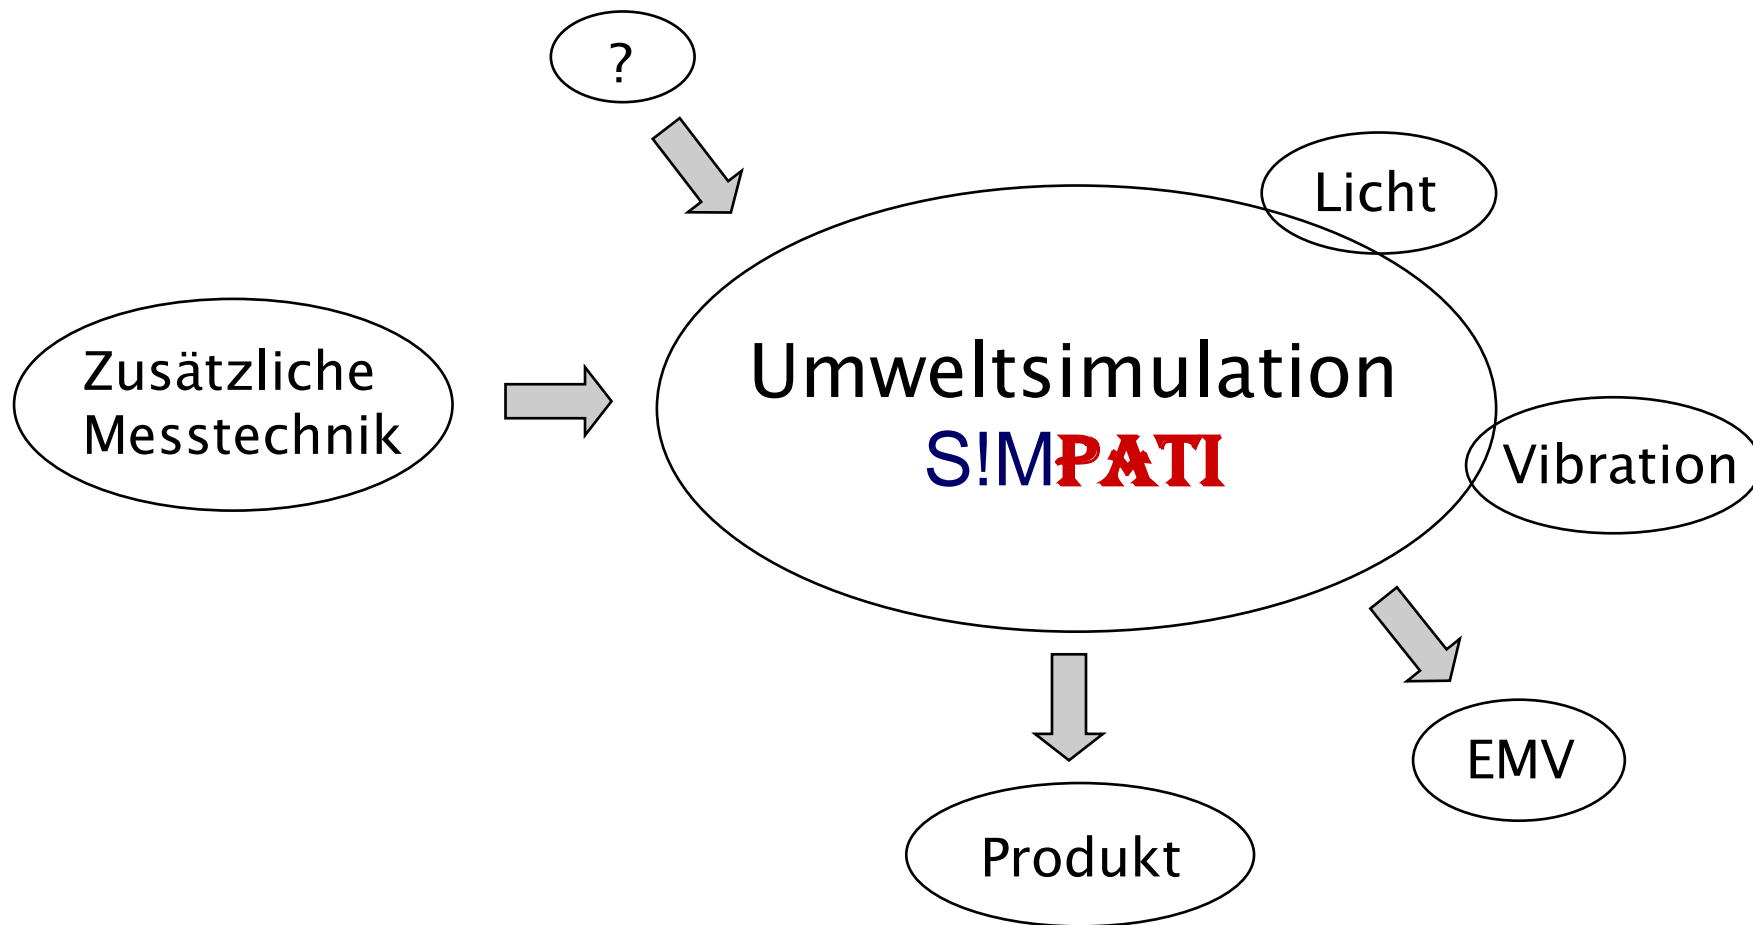 ?
Licht
Zusätzliche
Messtechnik
Umweltsimulation
S!MPATI
Vibration
EMV
Produkt